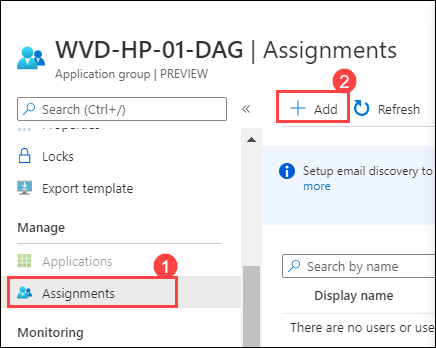 WVD-HP-01-DAG | Assignments
Application group | PREVIEW
2
Search (Ctrl+/)
«
Add
Refresh
Properties
Locks
Export template
Setup email discovery to
more
Manage
Applications
1
Assignments
Search by name
Display name
Monitoring
There are no users or use